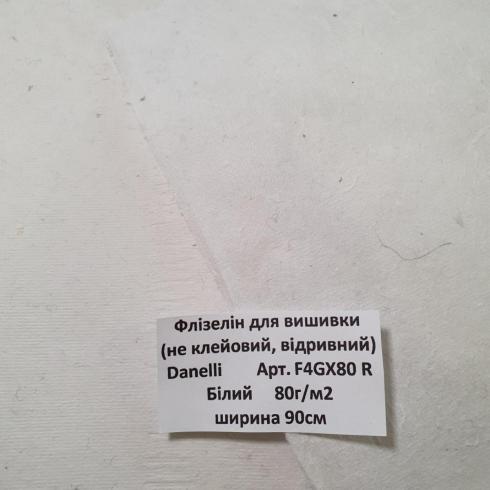 Флізелін для вишивки
(не клейовий, відривний)
Danelli Арт. F4GX80 R
Білий 80г/м2
ширина 90см